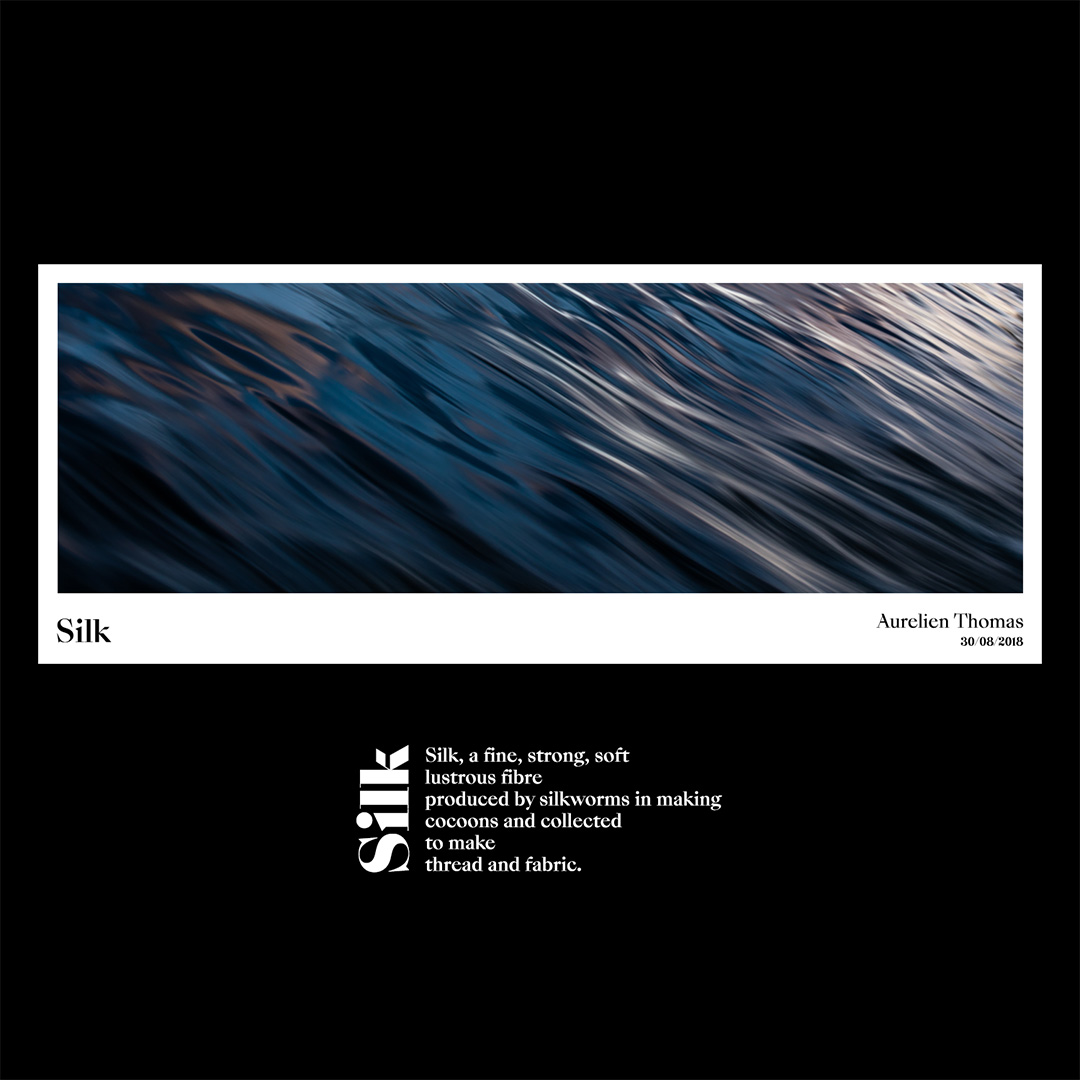 Silk
Aurelien Thomas
30/08/2018
Silk
Silk, a fine, strong, soft
lustrous fibre
produced by silkworms in making
cocoons and collected
to make
thread and fabric.